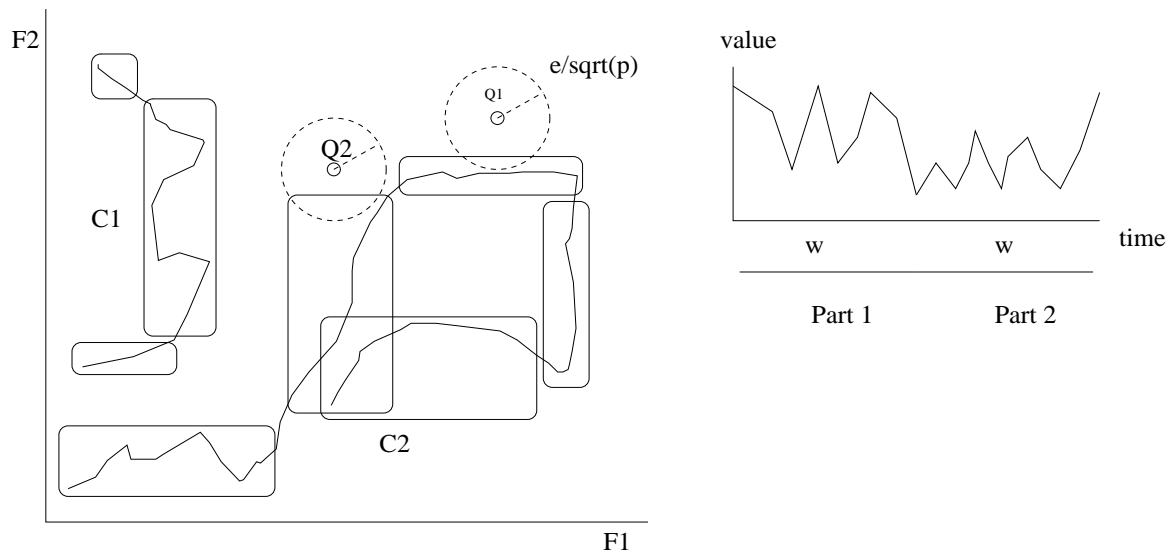 F2
e/sqrt(p)
Q1
Q2
C1
C2
F1
value
time
w w
Part 1 Part 2